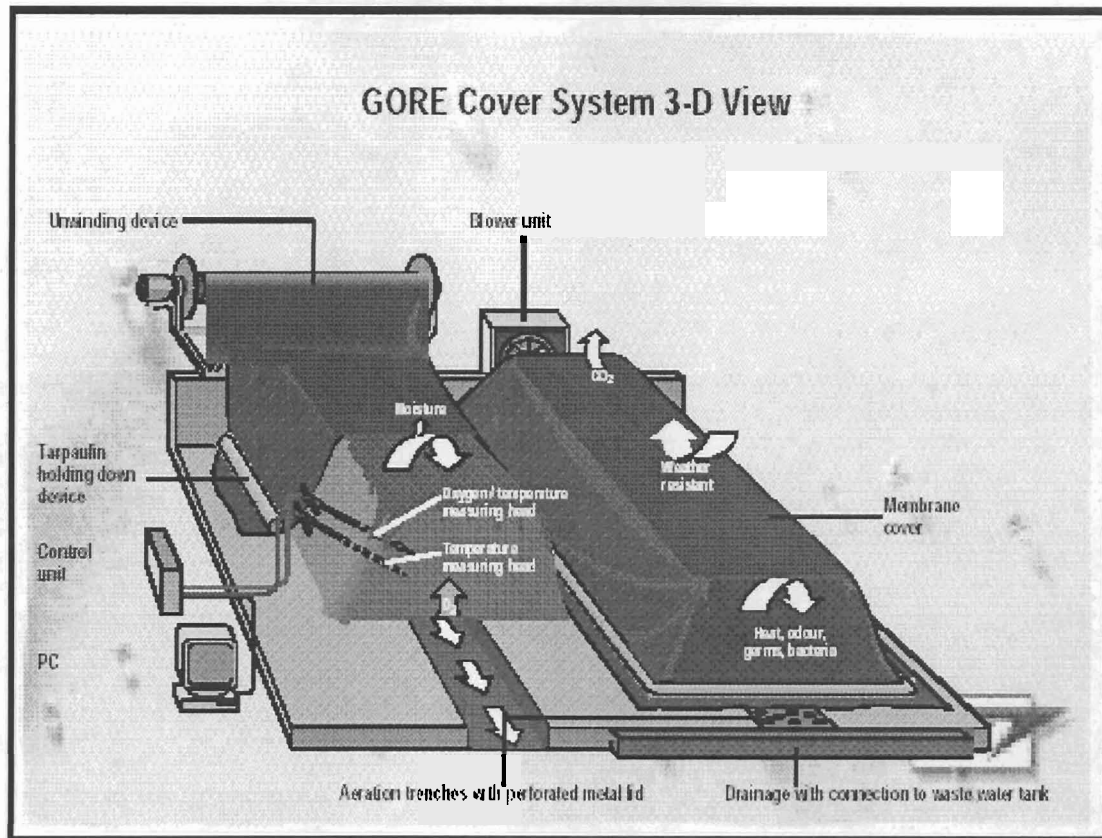 GORE Cover System 3-D View
Unwinding device
Blower unit
CO2
Moisture
Weather
resistant
Tarpaulin
holding down
device
Oxygen/temperature
measuring head
Membrane
cover
Control
unit
Temperature
measuring head
O2
Heat, odour,
germs, bacteria
PC
Aeration trenches with perforated metal lid
Drainage with connection to waste water tank